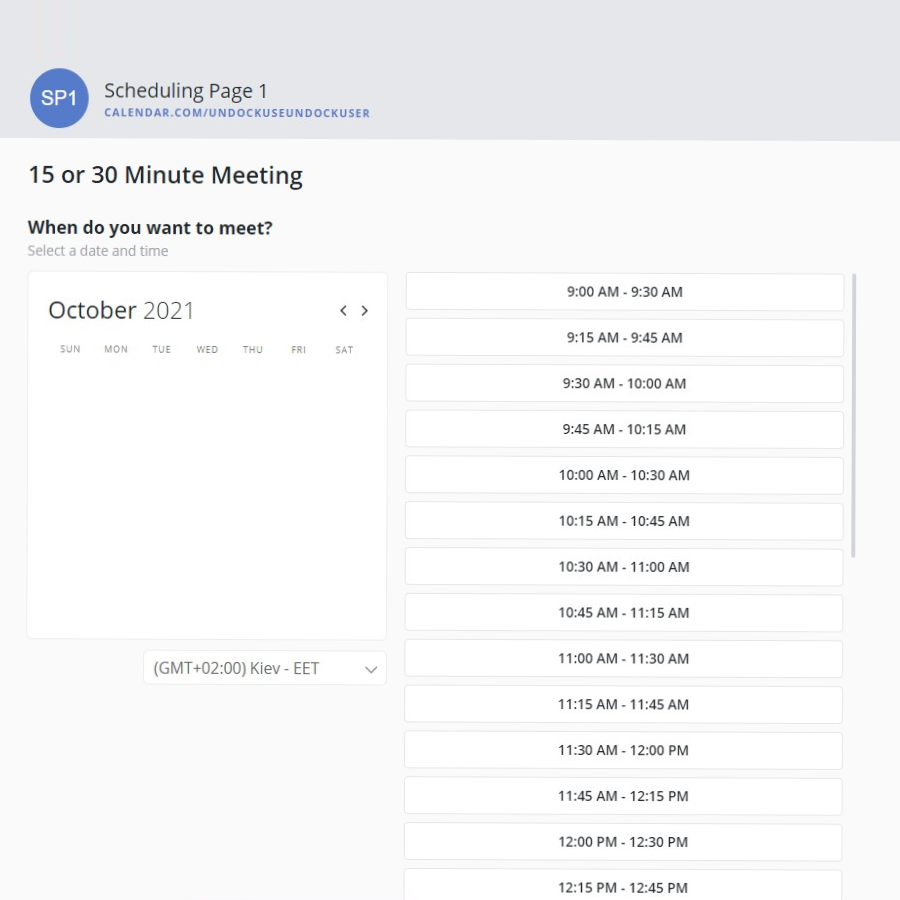 SP1
Scheduling Page 1
CALENDAR.COM/UNDOCKUSEUNDOCKUSER
15 or 30 Minute Meeting
When do you want to meet?
Select a date and time
October 2021
SUN MON TUE WED THU FRI SAT
(GMT+02:00) Kiev - EET
9:00 AM - 9:30 AM
9:15 AM - 9:45 AM
9:30 AM - 10:00 AM
9:45 AM - 10:15 AM
10:00 AM - 10:30 AM
10:15 AM - 10:45 AM
10:30 AM - 11:00 AM
10:45 AM - 11:15 AM
11:00 AM - 11:30 AM
11:15 AM - 11:45 AM
11:30 AM - 12:00 PM
11:45 AM - 12:15 PM
12:00 PM - 12:30 PM
12:15 PM - 12:45 PM